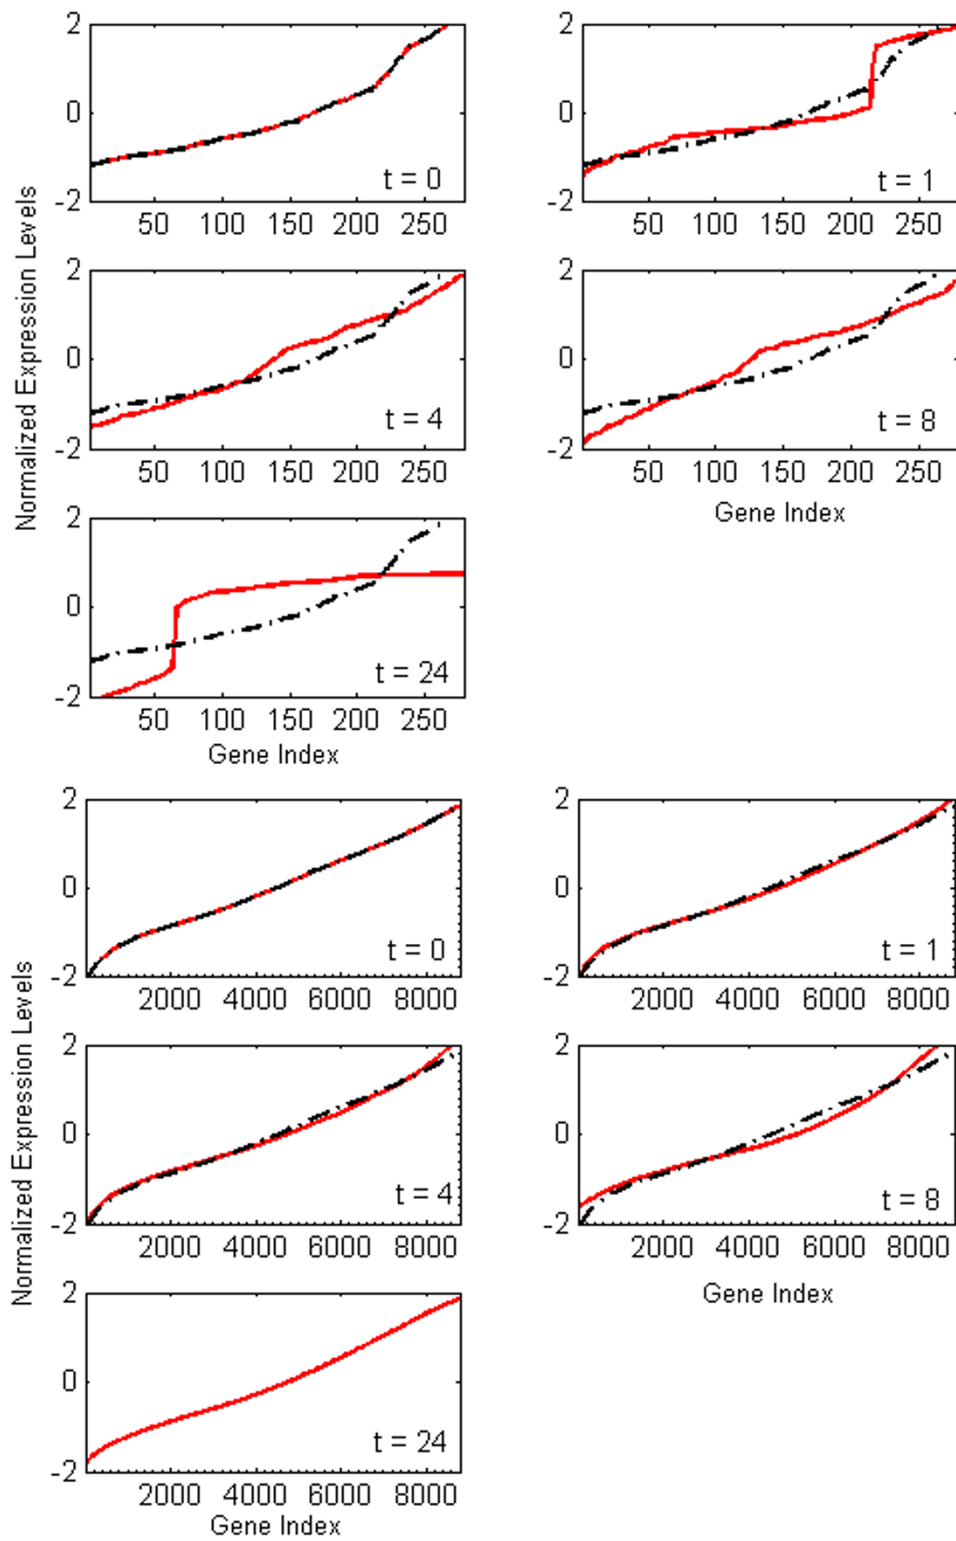 2 2
0 0
-2 t = 0 -2 t = 1
50 100 150 200 250 50 100 150 200 250
Normalized Expression Levels
2 2
0 0
-2 t = 4 -2 t = 8
50 100 150 200 250 50 100 150 200 250
Gene Index
2
0
-2 t = 24
50 100 150 200 250
Gene Index
2 2
0 0
-2 t = 0 -2 t = 1
2000 4000 6000 8000 2000 4000 6000 8000
Normalized Expression Levels
2 2
0 0
-2 t = 4 -2 t = 8
2000 4000 6000 8000 2000 4000 6000 8000
Gene Index
2
0
-2 t = 24
2000 4000 6000 8000
Gene Index